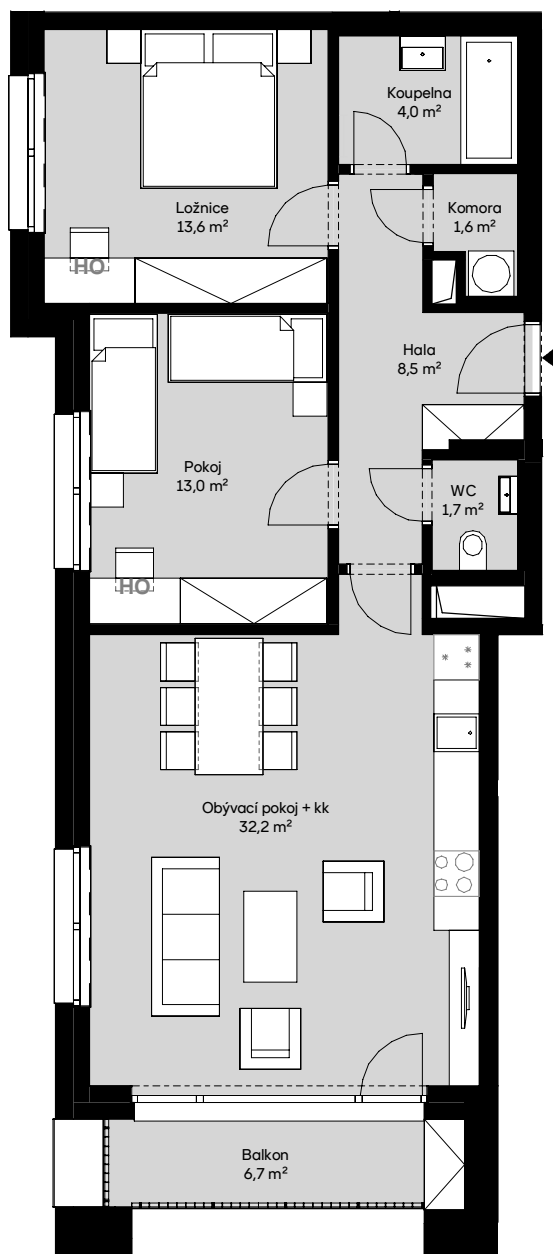 Koupelna
4,0 m²
Ložnice
13,6 m²
Komora
1,6 m²
HO
Hala
8,5 m²
Pokoj
13,0 m²
WC
1,7 m²
HO
Obývací pokoj + kk
32,2 m²
Balkon
6,7 m²